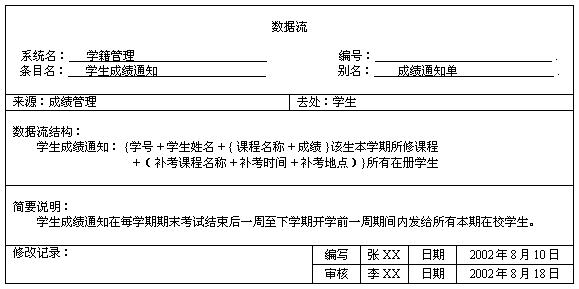 数据流
系统名：学籍管理 编号：
条目名：学生成绩通知 别名：成绩通知单
来源：成绩管理 去处：学生
数据流结构：
学生成绩通知： {学号＋学生姓名＋{ 课程名称＋成绩 }该生本学期所修课程
＋（ 补考课程名称＋补考时间＋补考地点 ）}所有在册学生
简要说明：
学生成绩通知在每学期期末考试结束后一周至下学期开学前一周期间内发给所有本期在校学生。
修改记录： 编写 张 XX 日期 2002 年 8 月 10 日
审核 李 XX 日期 2002 年 8 月 18 日